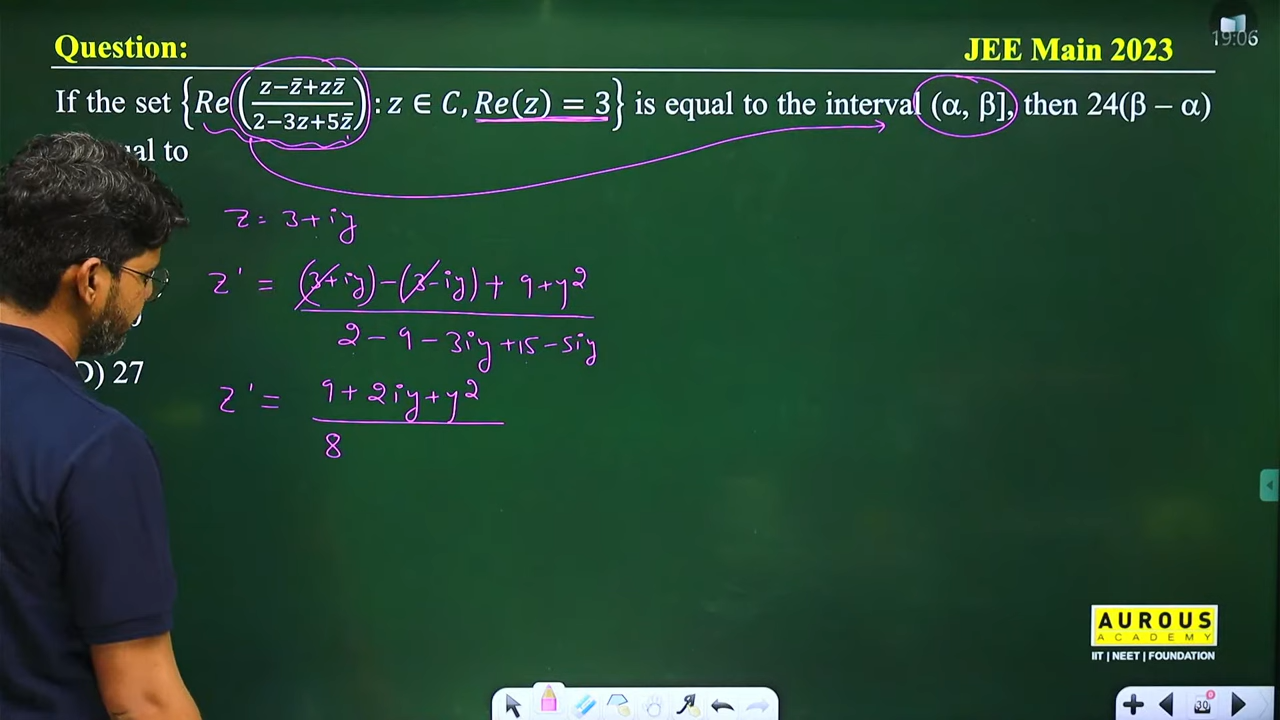 19:06
Question:
JEE Main 2023
If the set {Re((z−z̄+zz̄)/(2−3z+5z̄)) : z ∈ C, Re(z) = 3} is equal to the interval (α, β], then 24(β − α)
al to
z = 3+iy
z' = ((3+iy)−(3−iy)+9+y²)/(2−9−3iy+15−5iy)
) 27
z' = (9+2iy+y²)/8
30
AUROUS
ACADEMY
IIT | NEET | FOUNDATION